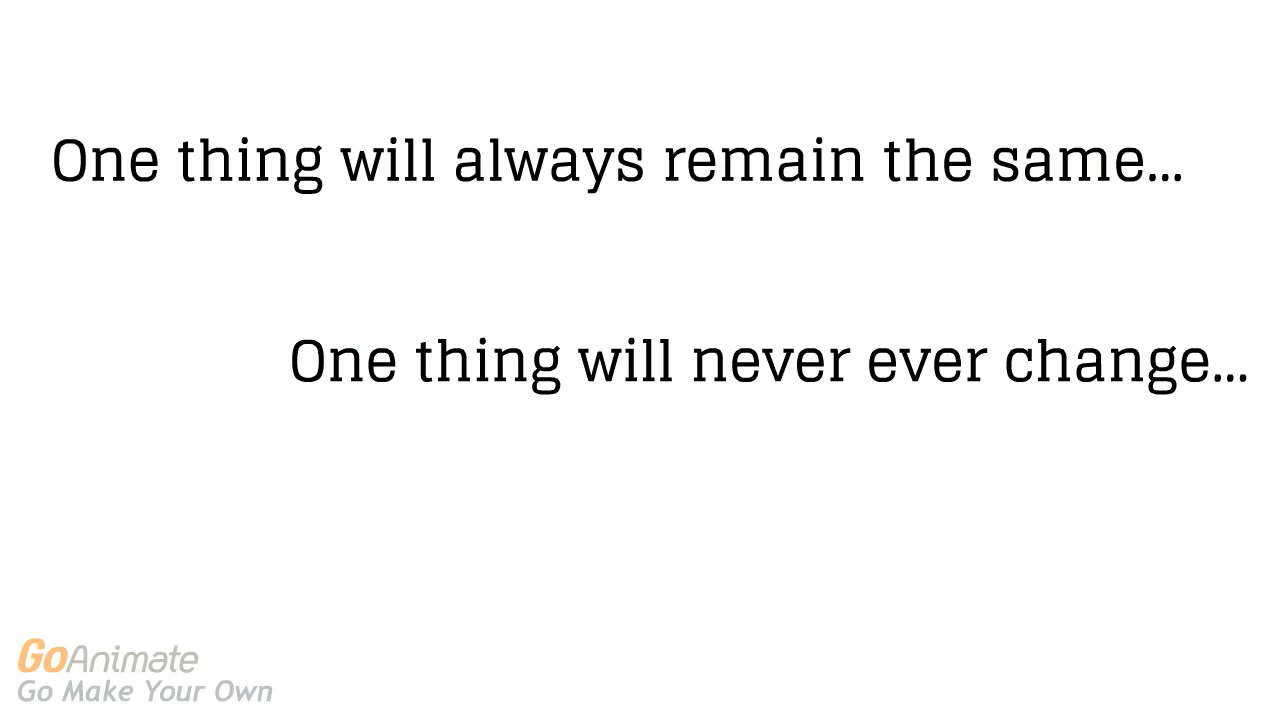 One thing will always remain the same...
One thing will never ever change...
GoAnimate
Go Make Your Own